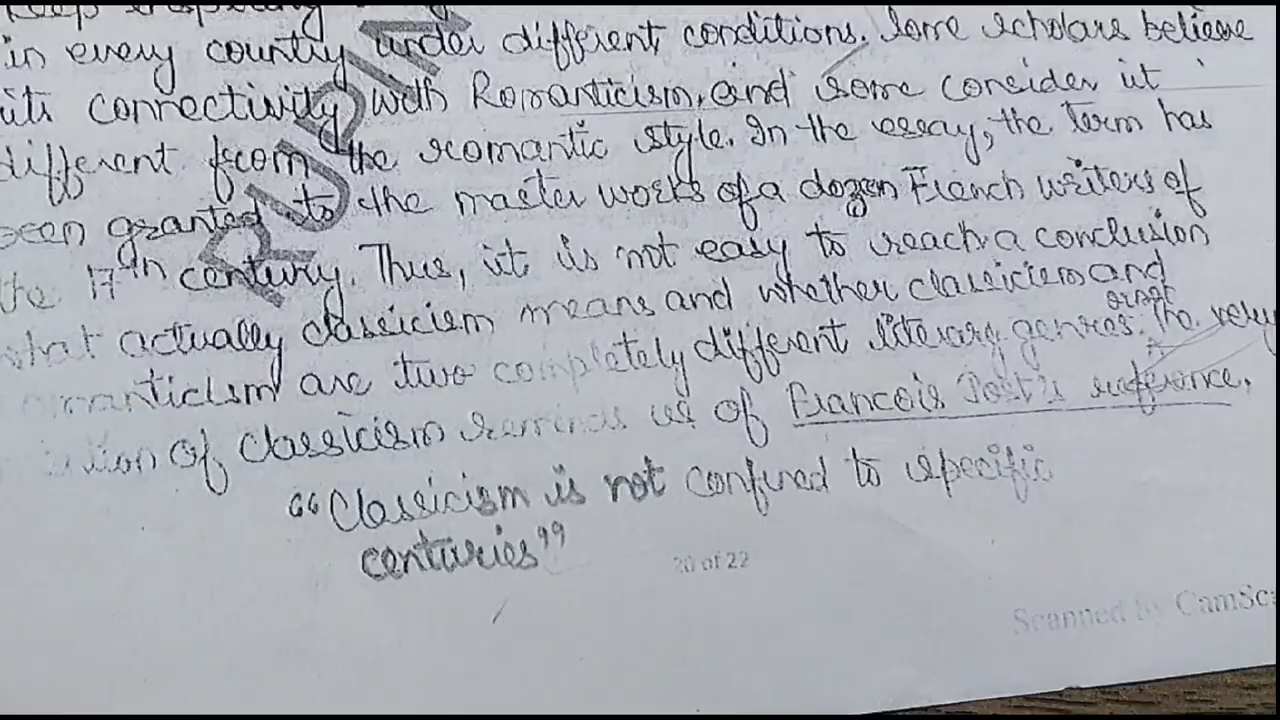 keep inspiring
in every country under different conditions. Some scholars believe
its connectivity with Romanticism, and some consider it
different from the romantic style. In the essay, the term has
been granted to the master works of a dozen French writers of
the 17th century. Thus, it is not easy to reach a conclusion
what actually classicism means and whether classicism and
or not
romanticism are two completely different literary genres. The very
of classicism reminds us of Francois Post's reference,
"Classicism is not confined to specific
centuries"
20 of 22
Scanned by CamSc